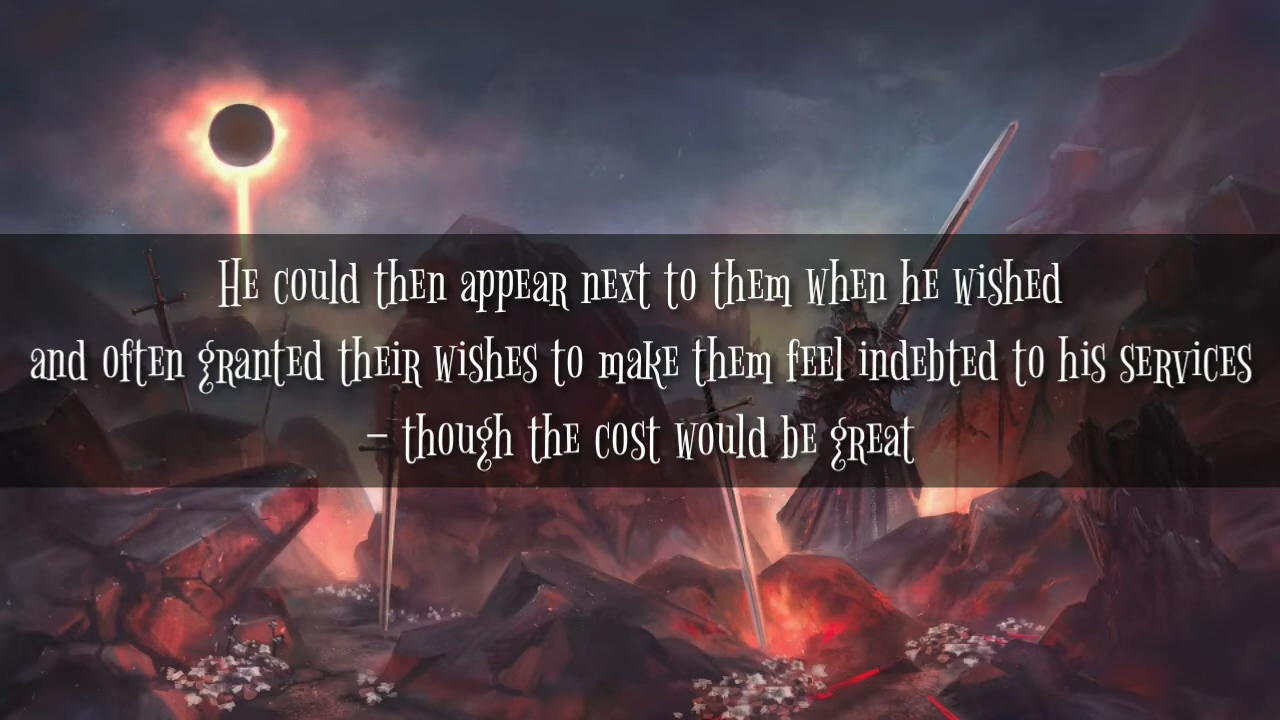 He could then appear next to them when he wished
and often granted their wishes to make them feel indebted to his services
– though the cost would be great